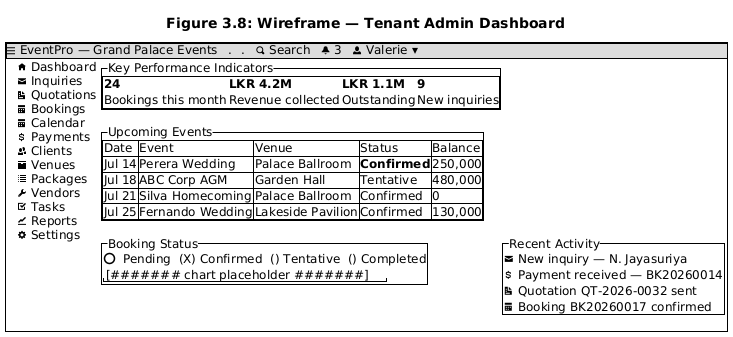 Figure 3.8: Wireframe — Tenant Admin Dashboard
EventPro — Grand Palace Events . . Search 3 Valerie ▾
Dashboard
Inquiries
Quotations
Bookings
Calendar
Payments
Clients
Venues
Packages
Vendors
Tasks
Reports
Settings
Key Performance Indicators
24 LKR 4.2M LKR 1.1M 9
Bookings this month Revenue collected Outstanding New inquiries
Upcoming Events
Date Event Venue Status Balance
Jul 14 Perera Wedding Palace Ballroom Confirmed 250,000
Jul 18 ABC Corp AGM Garden Hall Tentative 480,000
Jul 21 Silva Homecoming Palace Ballroom Confirmed 0
Jul 25 Fernando Wedding Lakeside Pavilion Confirmed 130,000
Booking Status
Pending (X) Confirmed () Tentative () Completed
[####### chart placeholder #######]
Recent Activity
New inquiry — N. Jayasuriya
$ Payment received — BK20260014
Quotation QT-2026-0032 sent
Booking BK20260017 confirmed